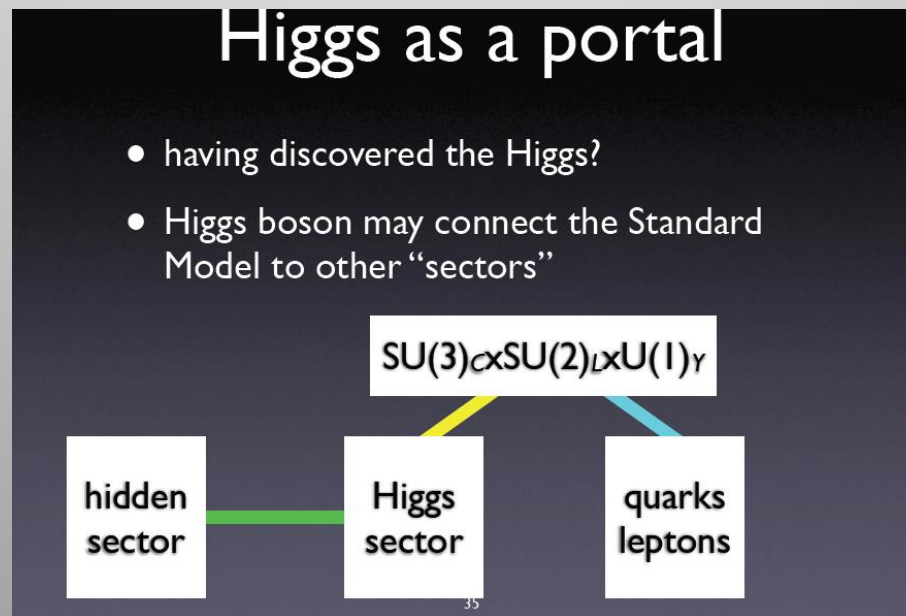 Higgs as a portal
• having discovered the Higgs?
• Higgs boson may connect the Standard
Model to other “sectors”
SU(3)CxSU(2)LxU(1)Y
hidden
sector
Higgs
sector
quarks
leptons
35